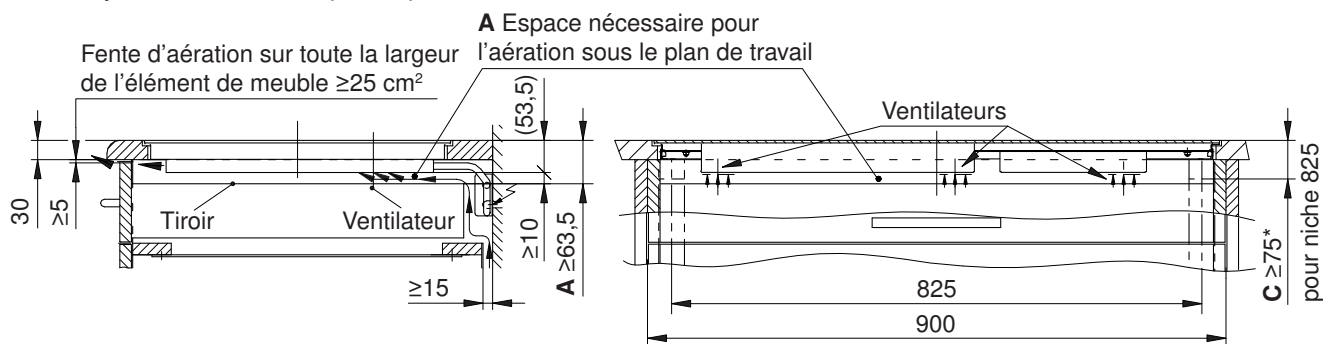 A Espace nécessaire pour
l'aération sous le plan de travail
Fente d'aération sur toute la largeur
de l'élément de meuble ≥25 cm²
(53,5)
Ventilateurs
30
≥5
Tiroir
Ventilateur
≥10
A ≥63,5
≥15
825
900
C ≥75*
pour niche 825